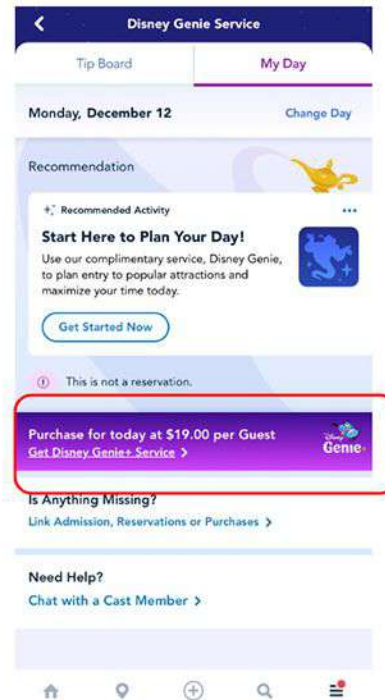 Disney Genie Service
Tip Board
My Day
Monday, December 12
Change Day
Recommendation
Recommended Activity
Start Here to Plan Your Day!
Use our complimentary service, Disney Genie,
to plan entry to popular attractions and
maximize your time today.
Get Started Now
This is not a reservation.
Purchase for today at $19.00 per Guest
Get Disney Genie+ Service
Disney
Genie+
Is Anything Missing?
Link Admission, Reservations or Purchases
Need Help?
Chat with a Cast Member